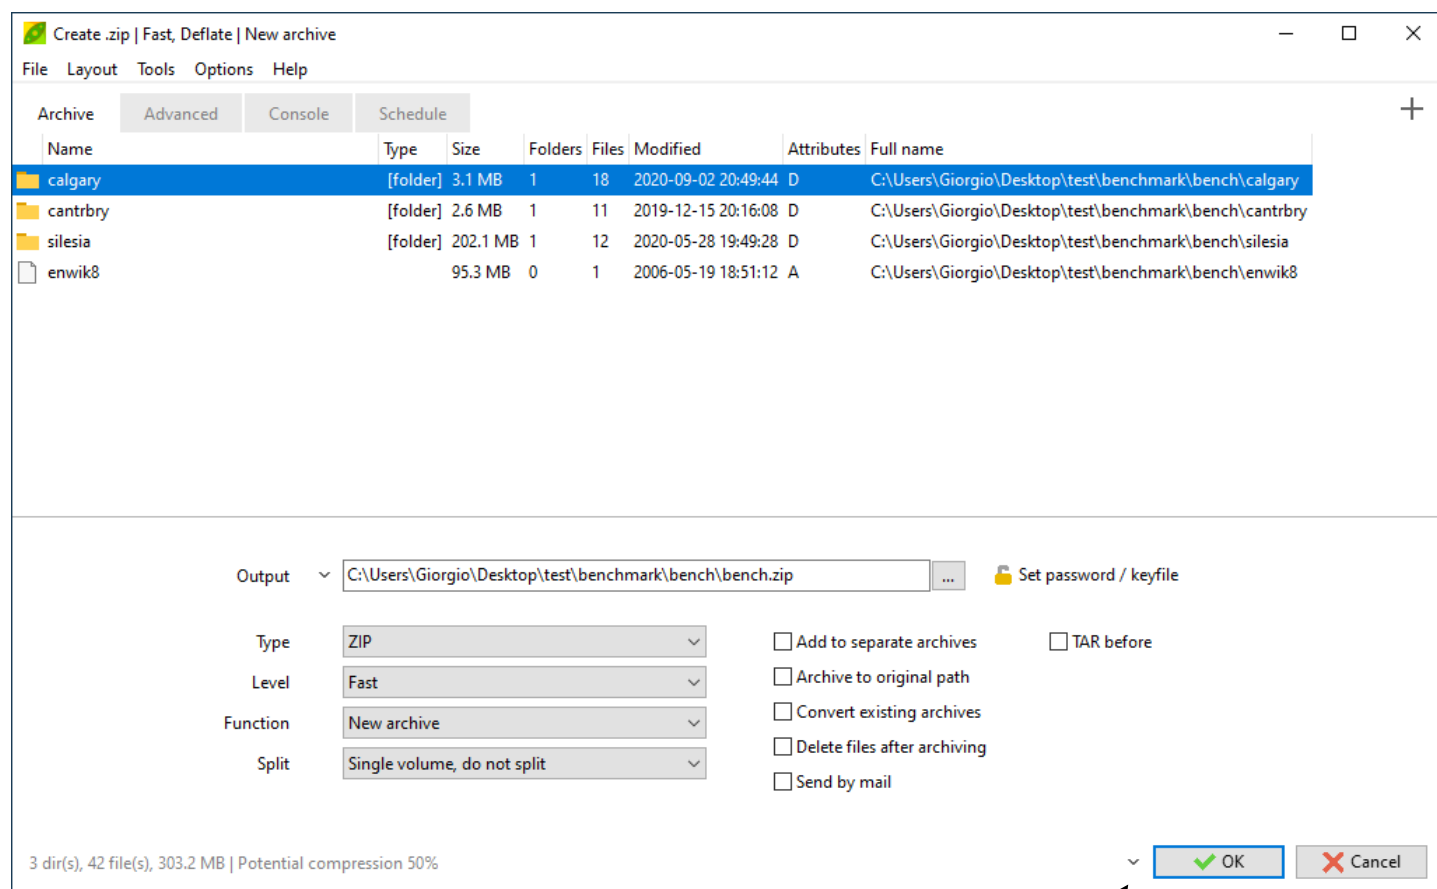 Create .zip | Fast, Deflate | New archive
File Layout Tools Options Help
Archive Advanced Console Schedule
Name Type Size Folders Files Modified Attributes Full name
calgary [folder] 3.1 MB 1 18 2020-09-02 20:49:44 D C:\Users\Giorgio\Desktop\test\benchmark\bench\calgary
cantrbry [folder] 2.6 MB 1 11 2019-12-15 20:16:08 D C:\Users\Giorgio\Desktop\test\benchmark\bench\cantrbry
silesia [folder] 202.1 MB 1 12 2020-05-28 19:49:28 D C:\Users\Giorgio\Desktop\test\benchmark\bench\silesia
enwik8 95.3 MB 0 1 2006-05-19 18:51:12 A C:\Users\Giorgio\Desktop\test\benchmark\bench\enwik8
Output C:\Users\Giorgio\Desktop\test\benchmark\bench\bench.zip ... Set password / keyfile
Type ZIP Add to separate archives TAR before
Level Fast Archive to original path
Function New archive Convert existing archives
Split Single volume, do not split Delete files after archiving
Send by mail
3 dir(s), 42 file(s), 303.2 MB | Potential compression 50% OK Cancel